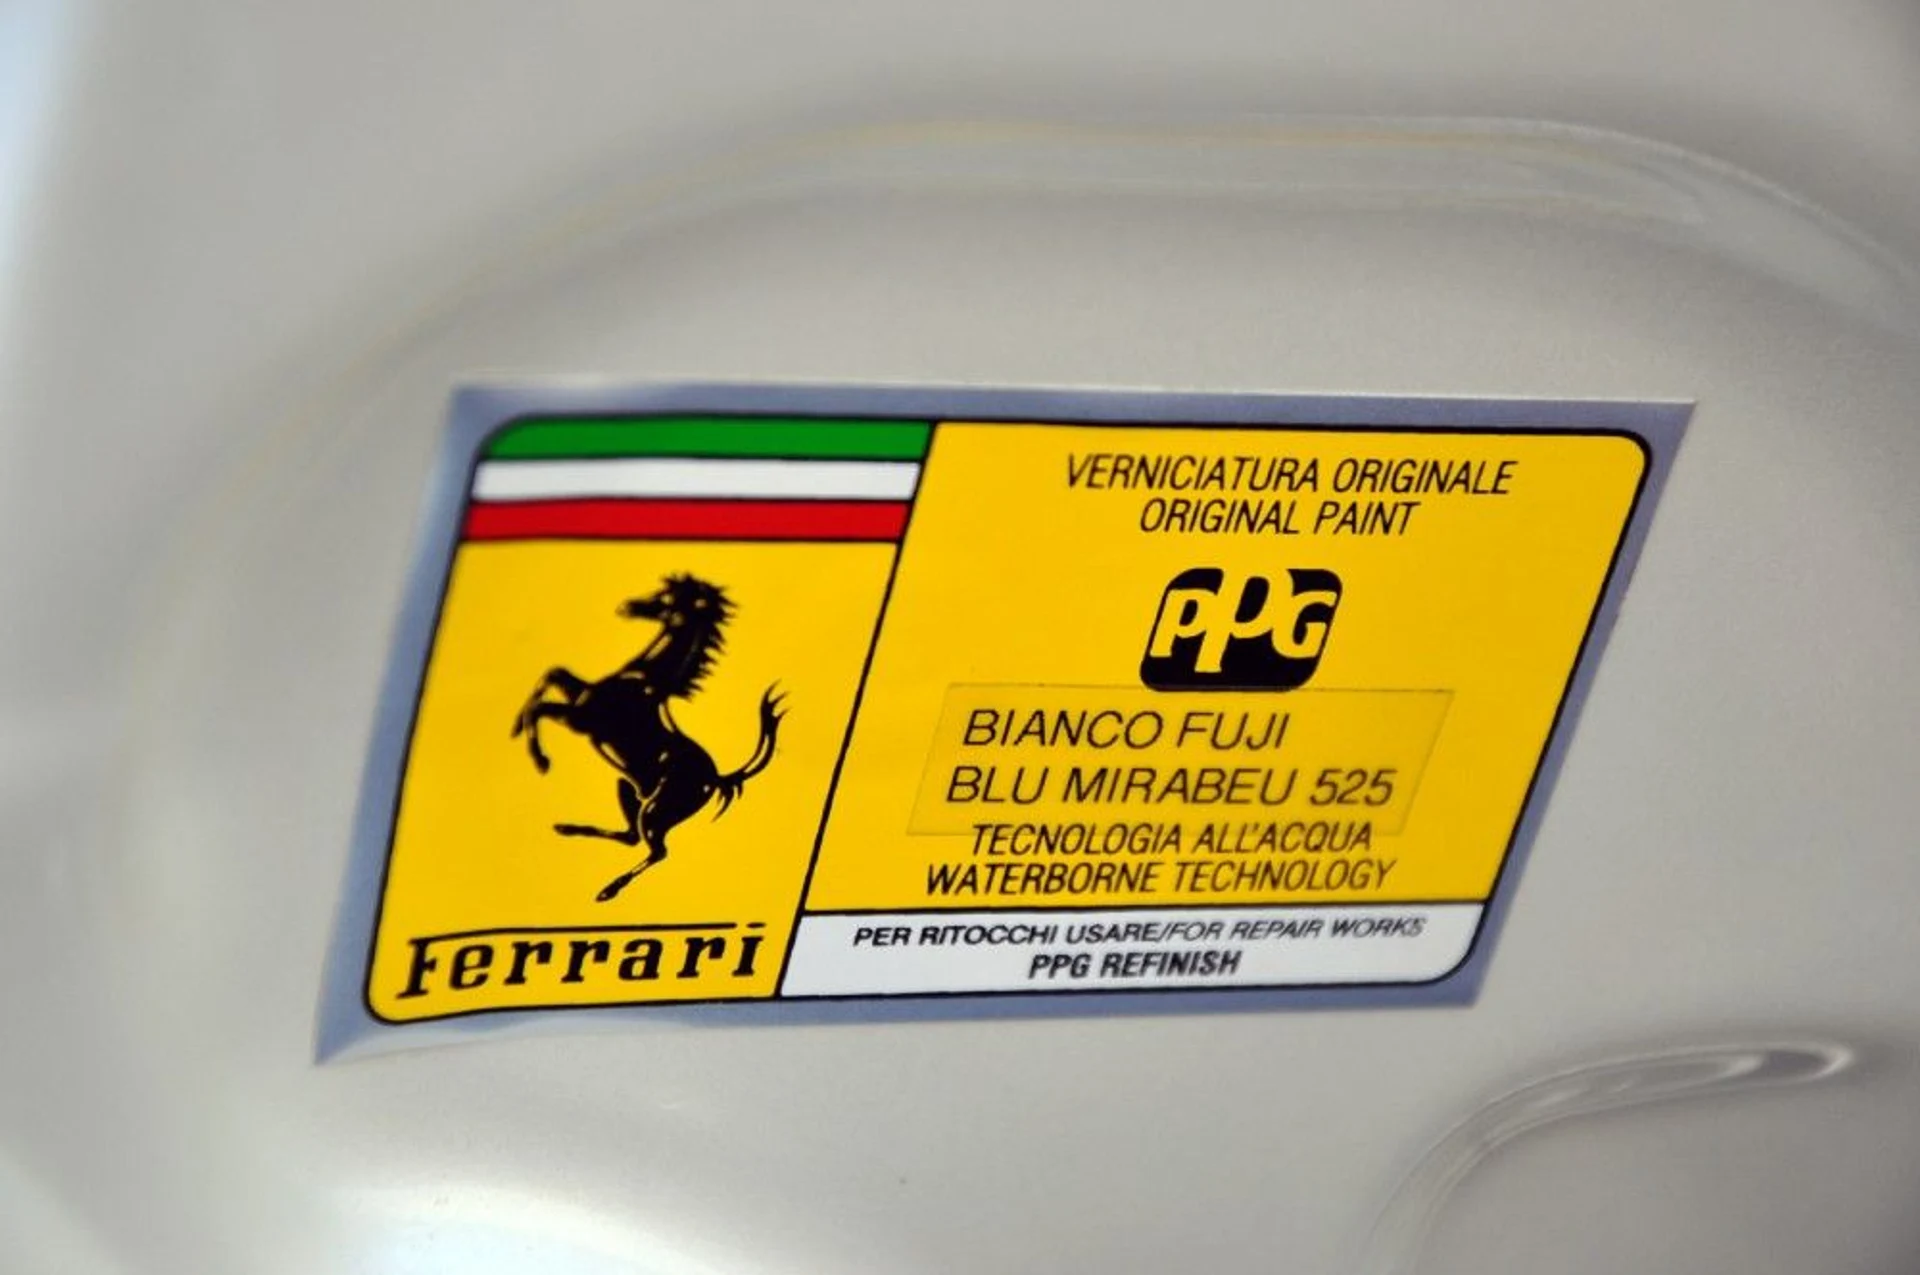 VERNICIATURA ORIGINALE
ORIGINAL PAINT
PPG
BIANCO FUJI
BLU MIRABEU 525
TECNOLOGIA ALL'ACQUA
WATERBORNE TECHNOLOGY
PER RITOCCHI USARE/FOR REPAIR WORKS
PPG REFINISH
Ferrari